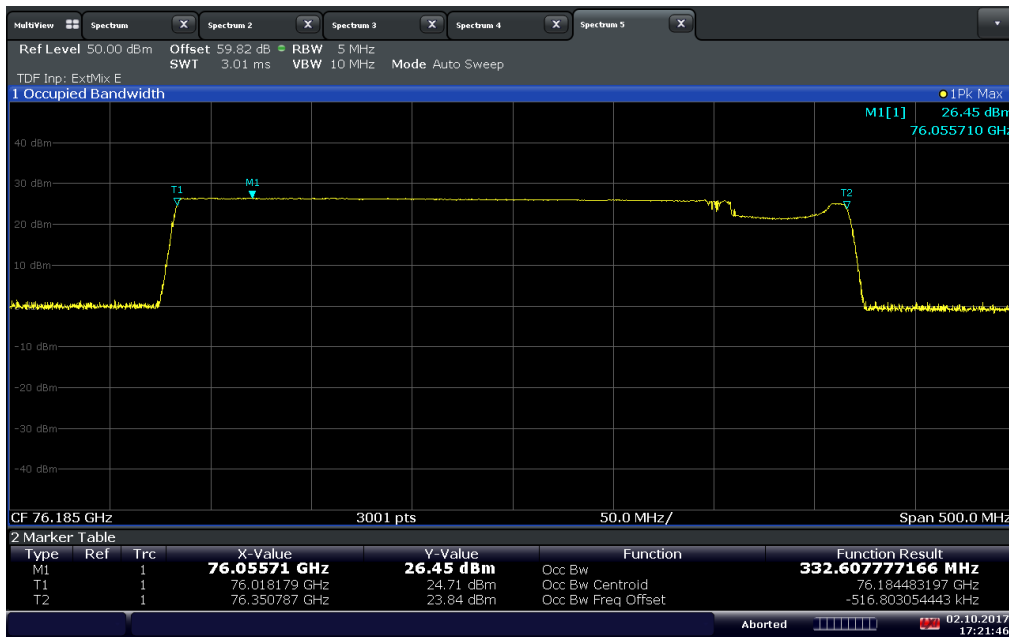 MultiView Spectrum X Spectrum 2 X Spectrum 3 X Spectrum 4 X Spectrum 5 X
Ref Level 50.00 dBm Offset 59.82 dB RBW 5 MHz
SWT 3.01 ms VBW 10 MHz Mode Auto Sweep
TDF Inp: ExtMix E
1 Occupied Bandwidth 1Pk Max
M1[1] 26.45 dBm
76.055710 GHz
40 dBm
30 dBm
T1 M1 T2
20 dBm
10 dBm
0 dBm
-10 dBm
-20 dBm
-30 dBm
-40 dBm
CF 76.185 GHz 3001 pts 50.0 MHz/ Span 500.0 MHz
2 Marker Table
Type Ref Trc X-Value Y-Value Function Function Result
M1 1 76.05571 GHz 26.45 dBm Occ Bw 332.607777166 MHz
T1 1 76.018179 GHz 24.71 dBm Occ Bw Centroid 76.184483197 GHz
T2 1 76.350787 GHz 23.84 dBm Occ Bw Freq Offset -516.803054443 kHz
Aborted 02.10.2017
17:21:46